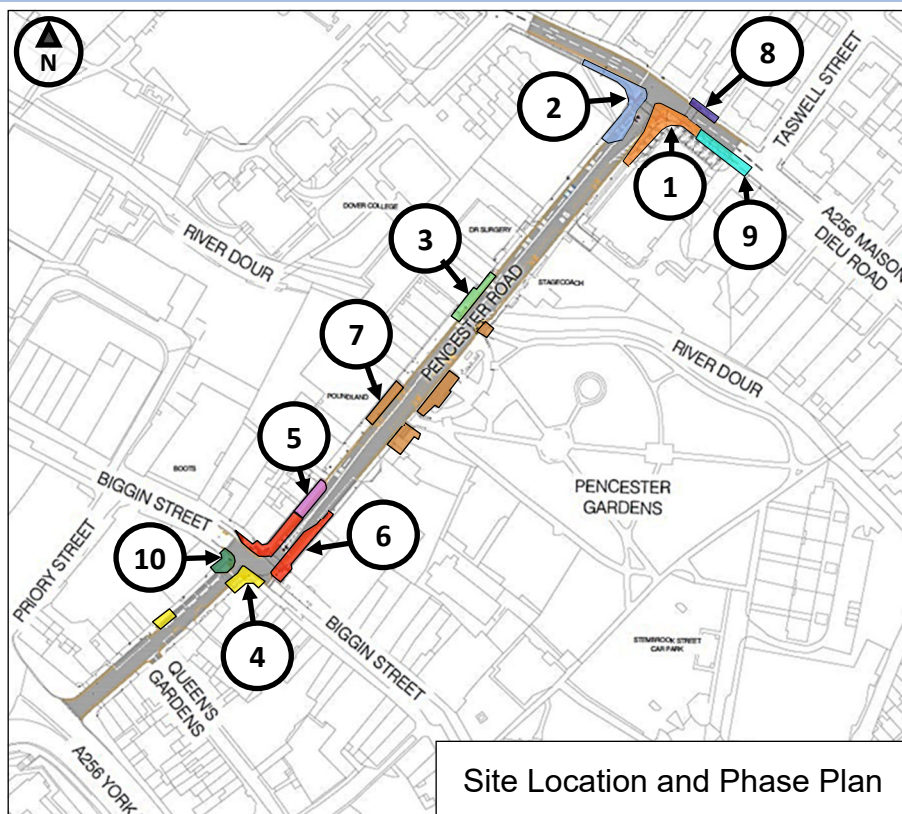 N
8
2
1
9
TASWELL STREET
A256 MAISON
DIEU ROAD
DOVER COLLEGE
RIVER DOUR
DR SURGERY
3
STAGECOACH
PENCESTER ROAD
RIVER DOUR
7
POUNDLAND
5
BOOTS
BIGGIN STREET
PENCESTER
GARDENS
6
10
PRIORY STREET
4
BIGGIN STREET
STEMBROOK STREET
CAR PARK
QUEEN'S
GARDENS
A256 YORK
Site Location and Phase Plan